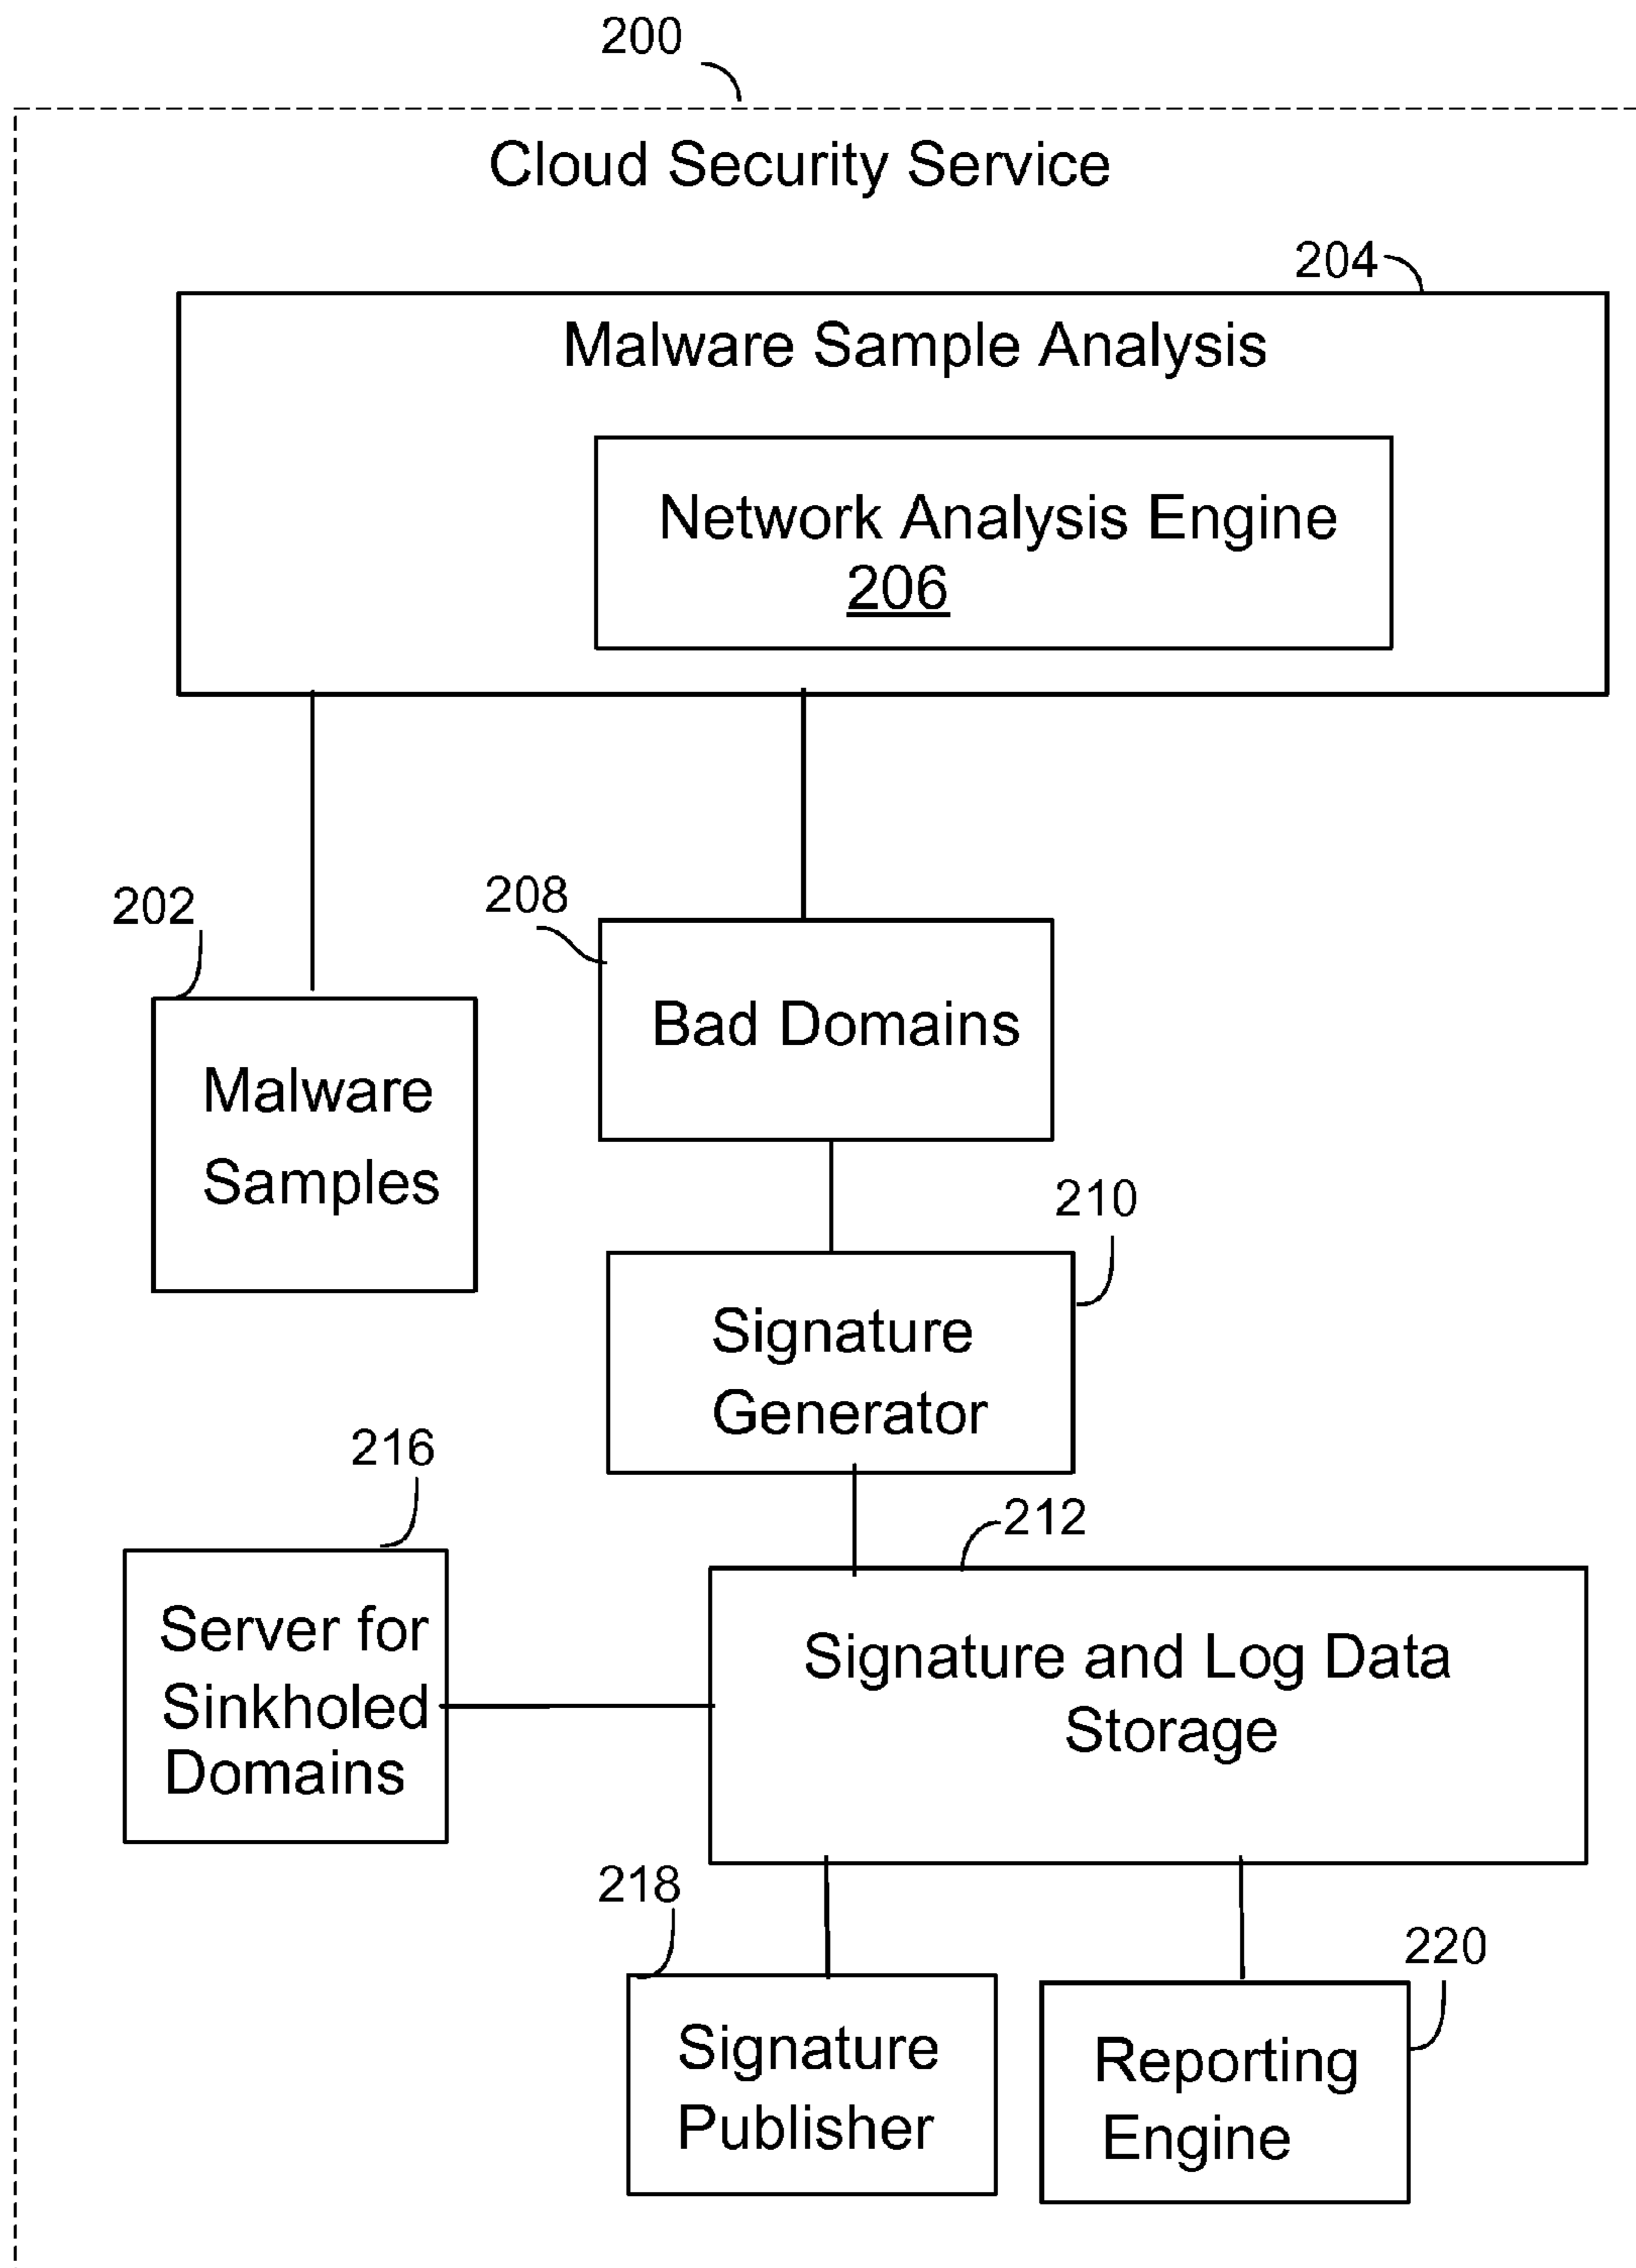 200
Cloud Security Service
204
Malware Sample Analysis
Network Analysis Engine
206
202
208
Bad Domains
Malware
Samples
210
Signature
Generator
216
212
Server for
Sinkholed
Domains
Signature and Log Data
Storage
218
220
Signature
Publisher
Reporting
Engine